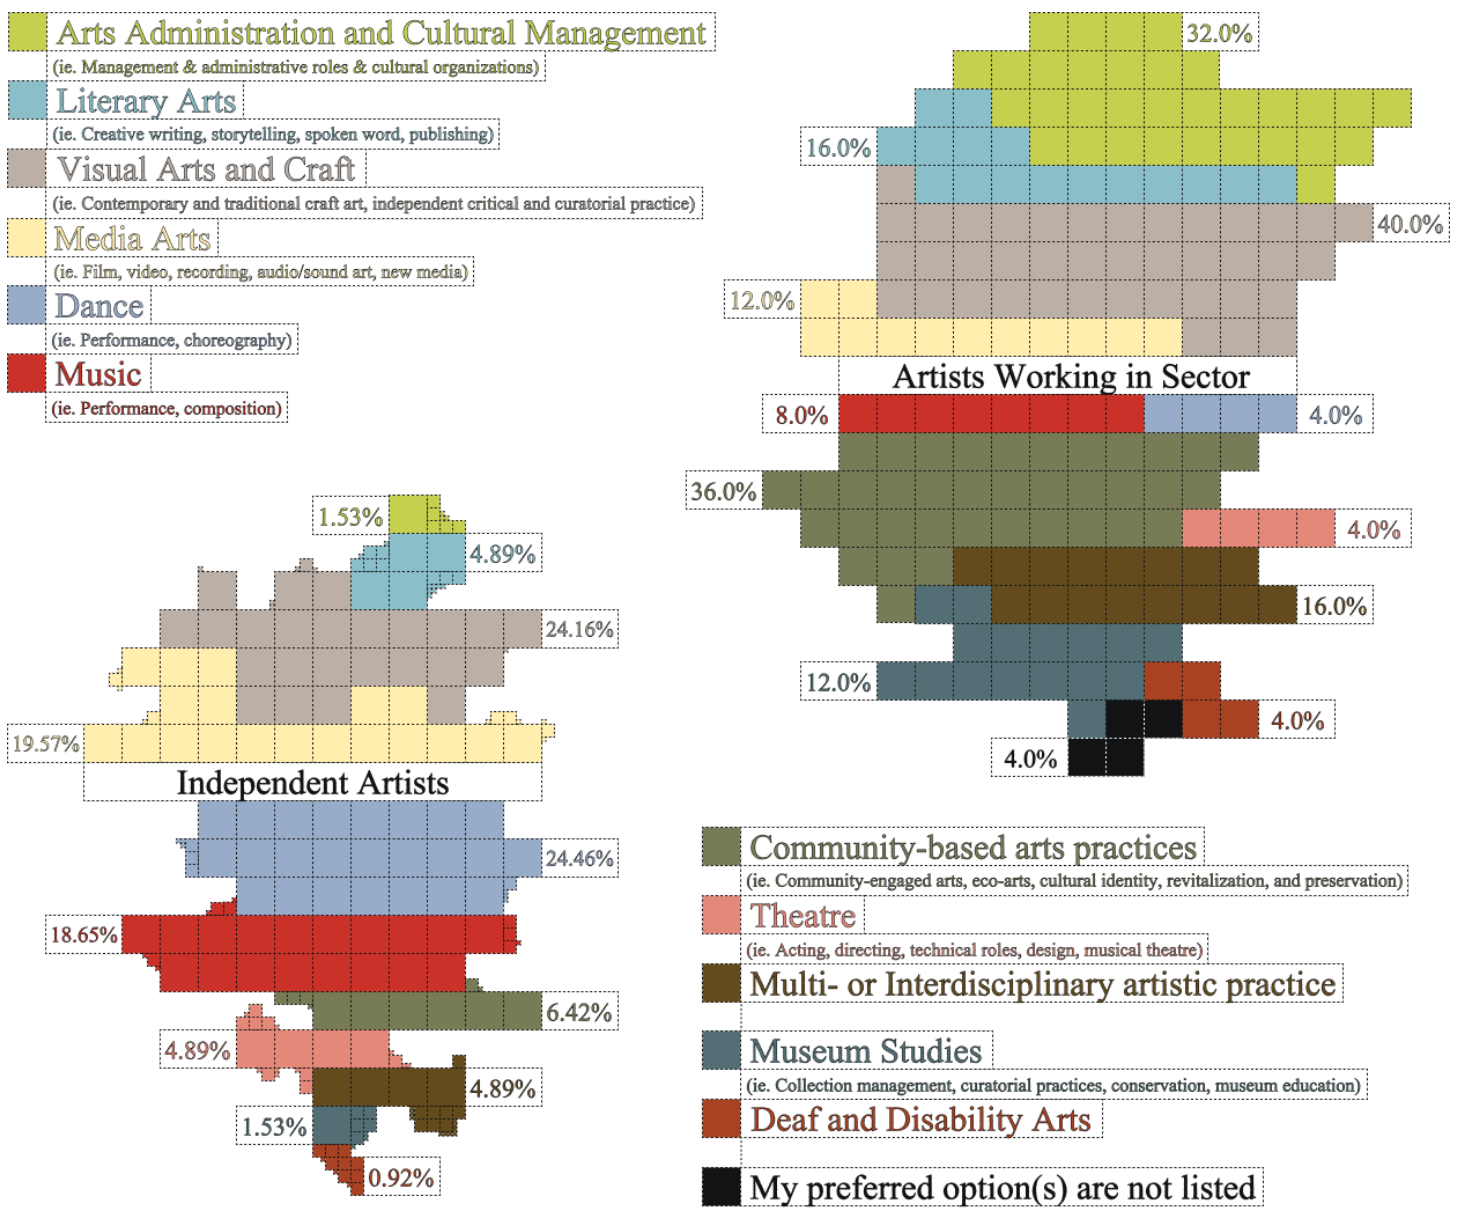 Arts Administration and Cultural Management
(ie. Management & administrative roles & cultural organizations)
Literary Arts
(ie. Creative writing, storytelling, spoken word, publishing)
Visual Arts and Craft
(ie. Contemporary and traditional craft art, independent critical and curatorial practice)
Media Arts
(ie. Film, video, recording, audio/sound art, new media)
Dance
(ie. Performance, choreography)
Music
(ie. Performance, composition)
32.0%
16.0%
40.0%
12.0%
Artists Working in Sector
8.0%
4.0%
36.0%
4.0%
16.0%
12.0%
4.0%
4.0%
1.53%
4.89%
24.16%
19.57%
Independent Artists
24.46%
18.65%
6.42%
4.89%
4.89%
1.53%
0.92%
Community-based arts practices
(ie. Community-engaged arts, eco-arts, cultural identity, revitalization, and preservation)
Theatre
(ie. Acting, directing, technical roles, design, musical theatre)
Multi- or Interdisciplinary artistic practice
Museum Studies
(ie. Collection management, curatorial practices, conservation, museum education)
Deaf and Disability Arts
My preferred option(s) are not listed